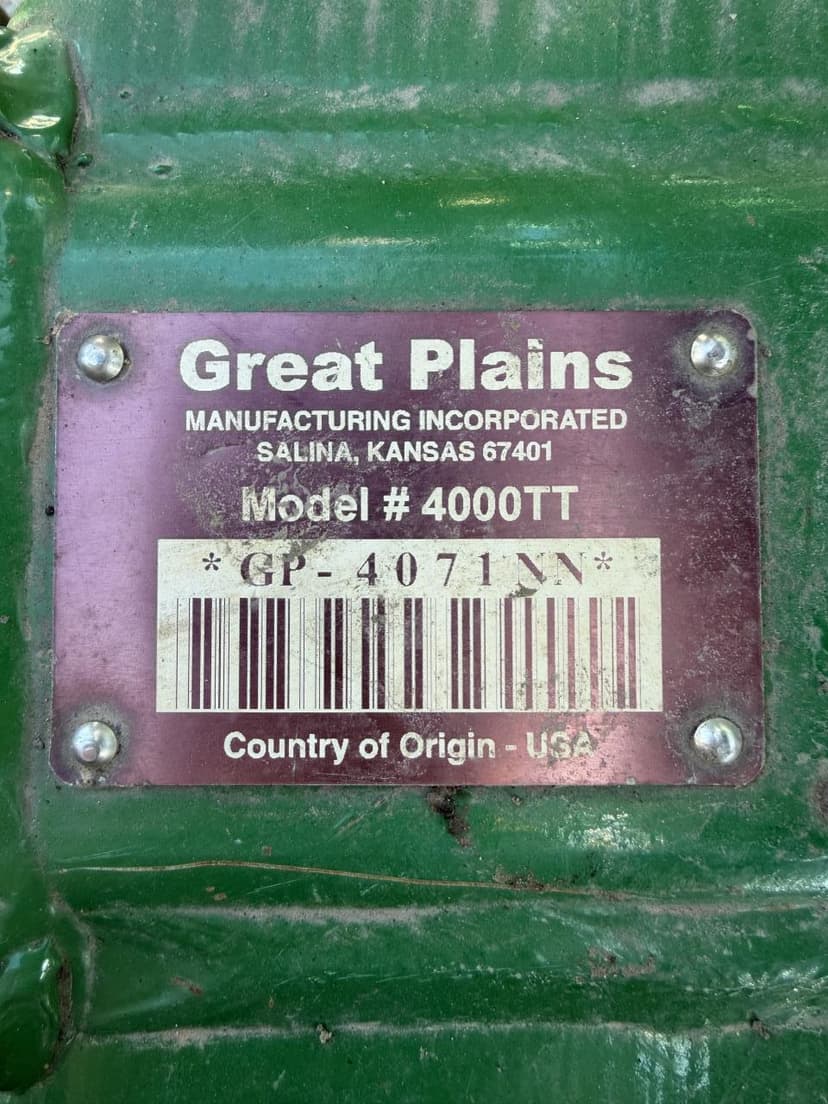 Great Plains
MANUFACTURING INCORPORATED
SALINA, KANSAS 67401
Model # 4000TT
*GP-4071NN*
Country of Origin - USA